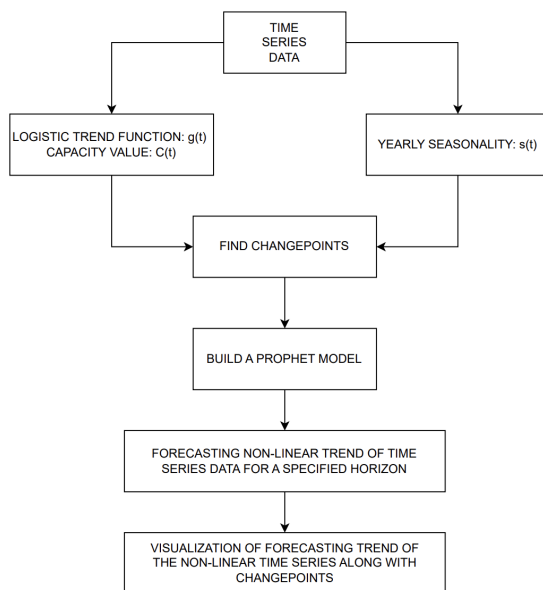 TIME
SERIES
DATA
LOGISTIC TREND FUNCTION: g(t)
CAPACITY VALUE: C(t)
YEARLY SEASONALITY: s(t)
FIND CHANGEPOINTS
BUILD A PROPHET MODEL
FORECASTING NON-LINEAR TREND OF TIME
SERIES DATA FOR A SPECIFIED HORIZON
VISUALIZATION OF FORECASTING TREND OF
THE NON-LINEAR TIME SERIES ALONG WITH
CHANGEPOINTS